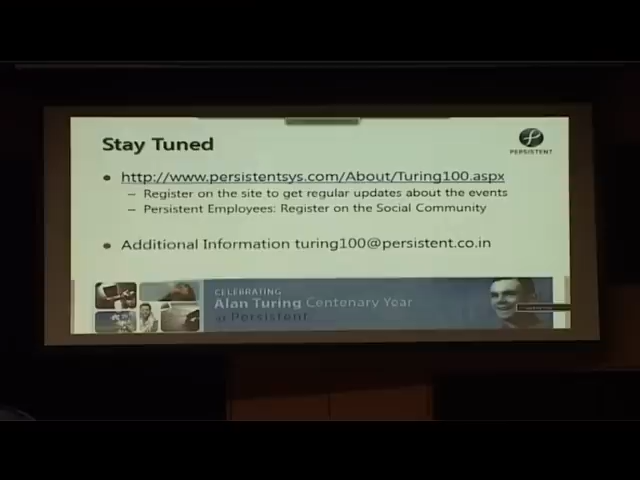 Stay Tuned
PERSISTENT
• http://www.persistentsys.com/About/Turing100.aspx
– Register on the site to get regular updates about the events
– Persistent Employees: Register on the Social Community
• Additional Information turing100@persistent.co.in
CELEBRATING
Alan Turing Centenary Year
@ Persistent